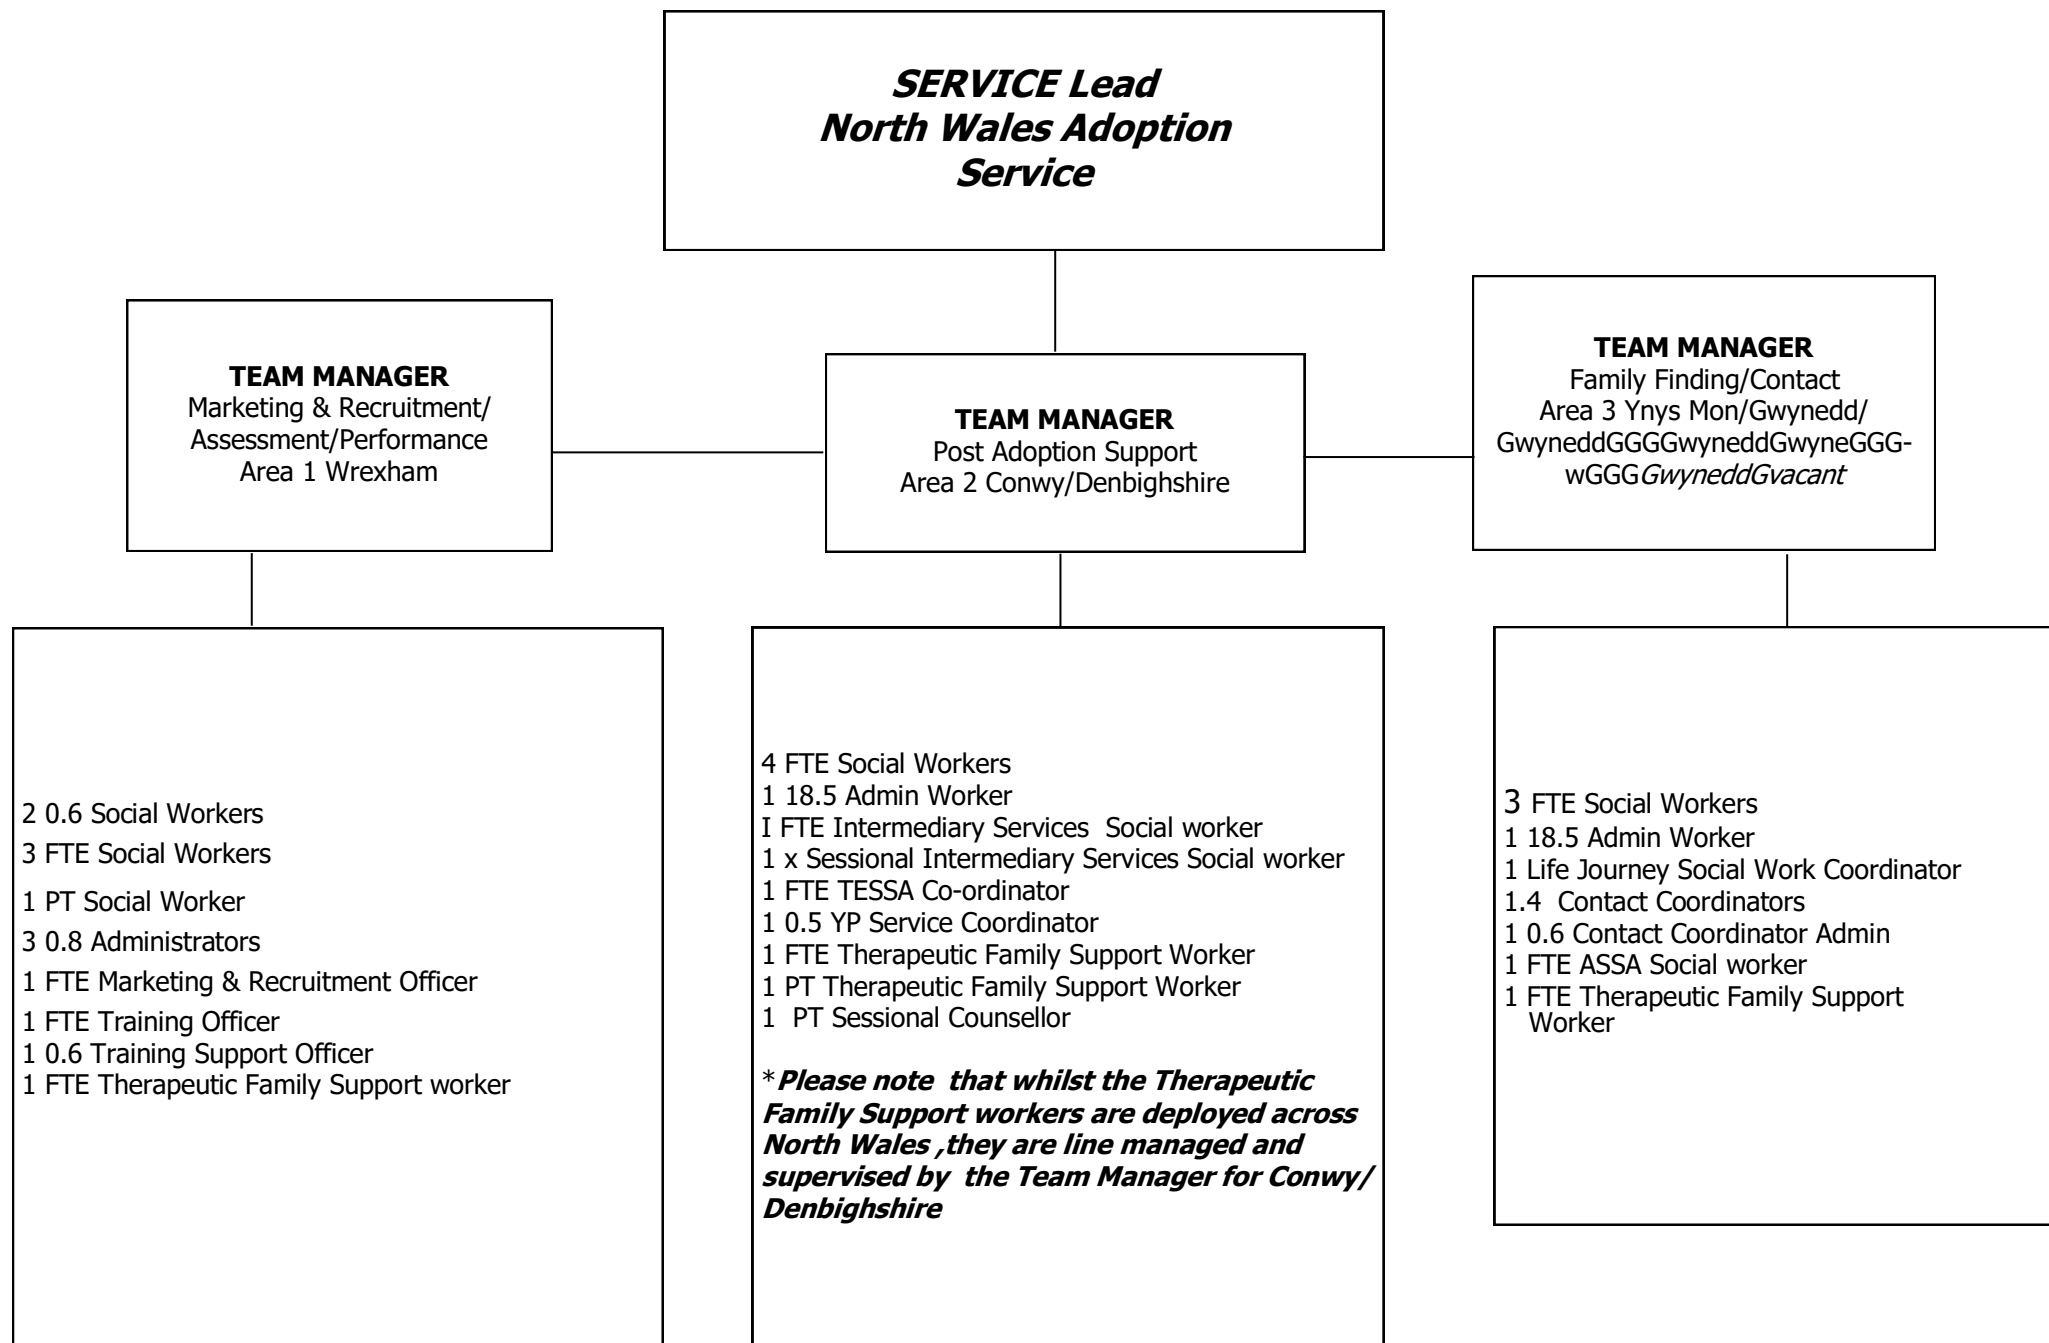 SERVICE Lead
North Wales Adoption
Service
TEAM MANAGER
Marketing & Recruitment/
Assessment/Performance
Area 1 Wrexham
TEAM MANAGER
Post Adoption Support
Area 2 Conwy/Denbighshire
TEAM MANAGER
Family Finding/Contact
Area 3 Ynys Mon/Gwynedd/
GwyneddGGGGwyneddGwyneGGG-
wGGGGwyneddGvacant
2 0.6 Social Workers
3 FTE Social Workers
1 PT Social Worker
3 0.8 Administrators
1 FTE Marketing & Recruitment Officer
1 FTE Training Officer
1 0.6 Training Support Officer
1 FTE Therapeutic Family Support worker
4 FTE Social Workers
1 18.5 Admin Worker
I FTE Intermediary Services  Social worker
1 x Sessional Intermediary Services Social worker
1 FTE TESSA Co-ordinator
1 0.5 YP Service Coordinator
1 FTE Therapeutic Family Support Worker
1 PT Therapeutic Family Support Worker
1  PT Sessional Counsellor
*Please note  that whilst the Therapeutic
Family Support workers are deployed across
North Wales ,they are line managed and
supervised by  the Team Manager for Conwy/
Denbighshire
3 FTE Social Workers
1 18.5 Admin Worker
1 Life Journey Social Work Coordinator
1.4  Contact Coordinators
1 0.6 Contact Coordinator Admin
1 FTE ASSA Social worker
1 FTE Therapeutic Family Support
Worker